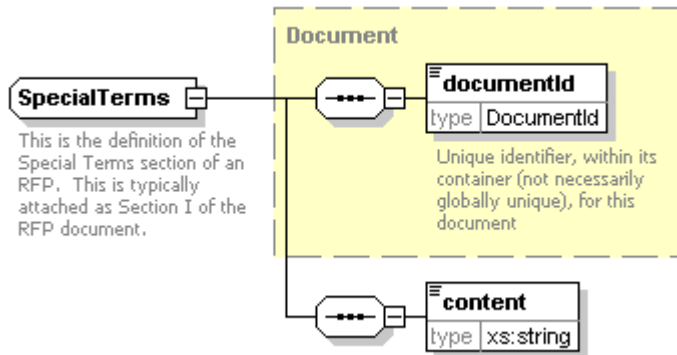 Document
documentId
type DocumentId
Unique identifier, within its
container (not necessarily
globally unique), for this
document
SpecialTerms
This is the definition of the
Special Terms section of an
RFP. This is typically
attached as Section I of the
RFP document.
content
type xs:string